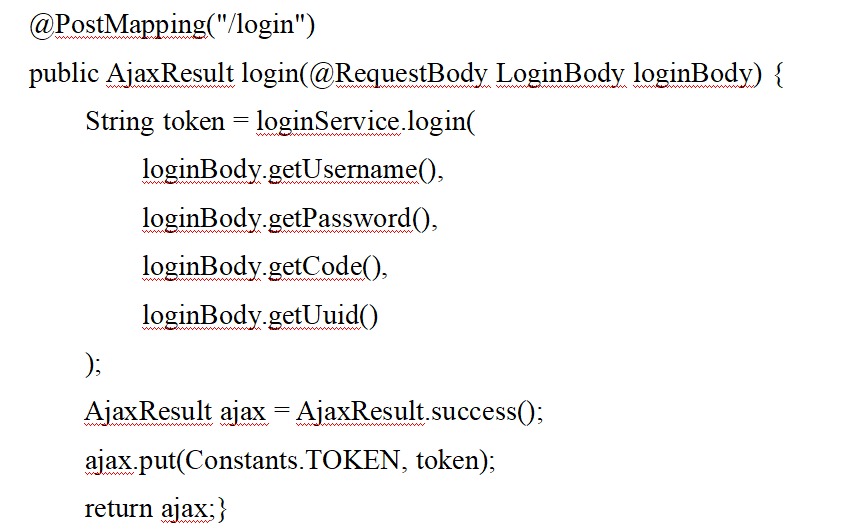 @PostMapping("/login")
public AjaxResult login(@RequestBody LoginBody loginBody) {
String token = loginService.login(
loginBody.getUsername(),
loginBody.getPassword(),
loginBody.getCode(),
loginBody.getUuid()
);
AjaxResult ajax = AjaxResult.success();
ajax.put(Constants.TOKEN, token);
return ajax;}